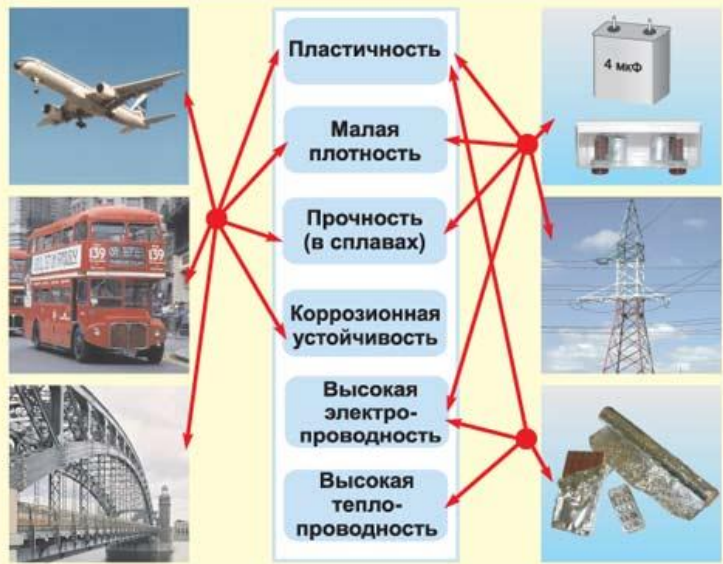 Пластичность
Малая
плотность
Прочность
(в сплавах)
Коррозионная
устойчивость
Высокая
электро-
проводность
Высокая
тепло-
проводность
4 мкФ
139
139